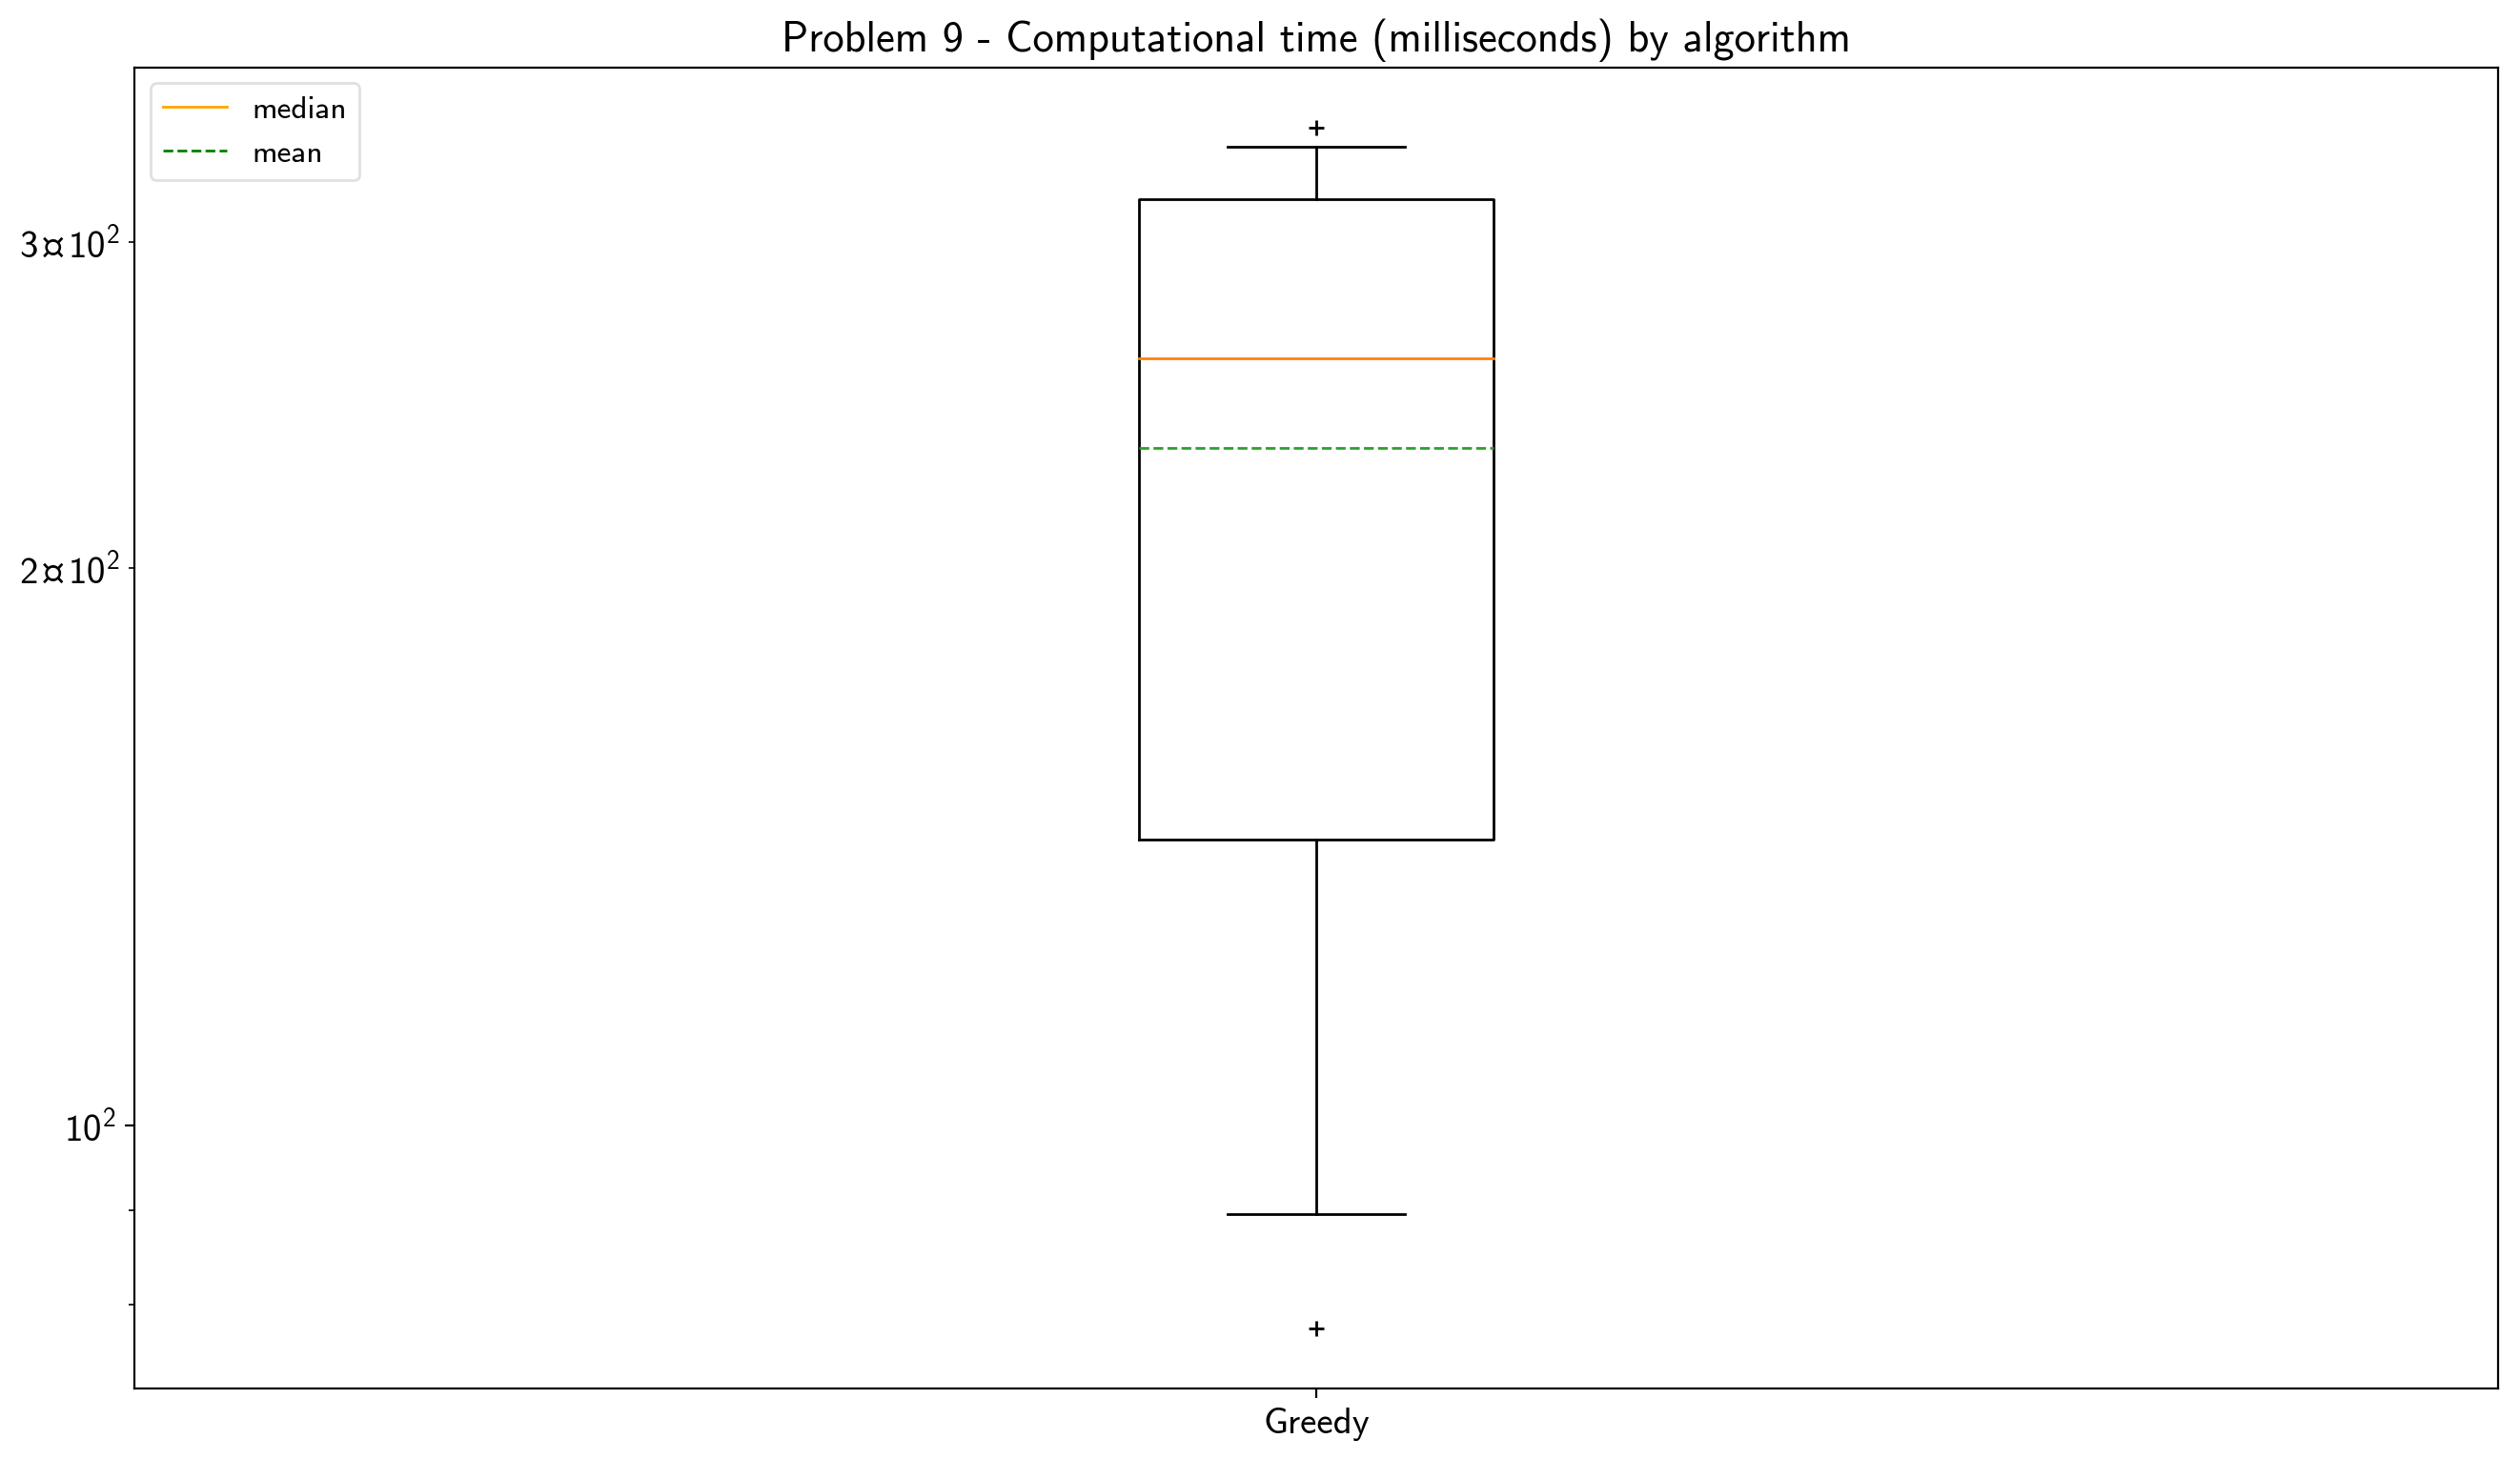 Problem 9 - Computational time (milliseconds) by algorithm
median
mean
3¤10²
2¤10²
10²
Greedy